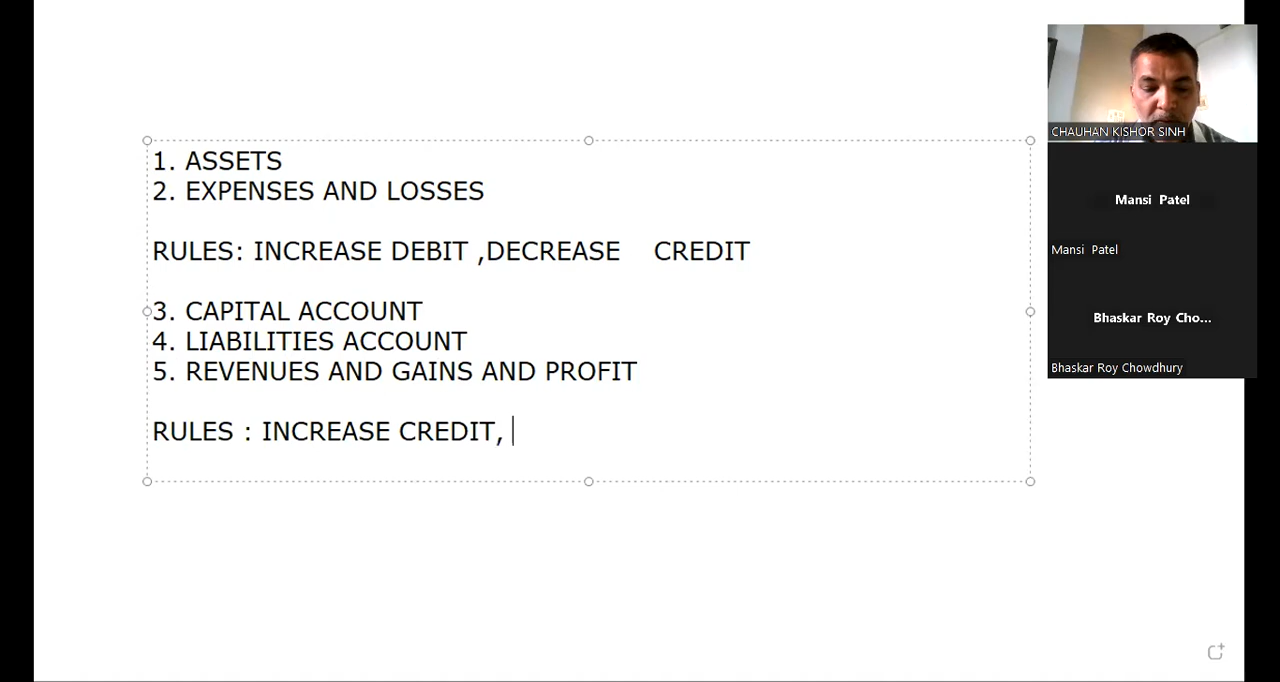 1. ASSETS
2. EXPENSES AND LOSSES
RULES: INCREASE DEBIT ,DECREASE    CREDIT
3. CAPITAL ACCOUNT
4. LIABILITIES ACCOUNT
5. REVENUES AND GAINS AND PROFIT
RULES : INCREASE CREDIT,
CHAUHAN KISHOR SINH
Mansi Patel
Mansi Patel
Bhaskar Roy Cho...
Bhaskar Roy Chowdhury